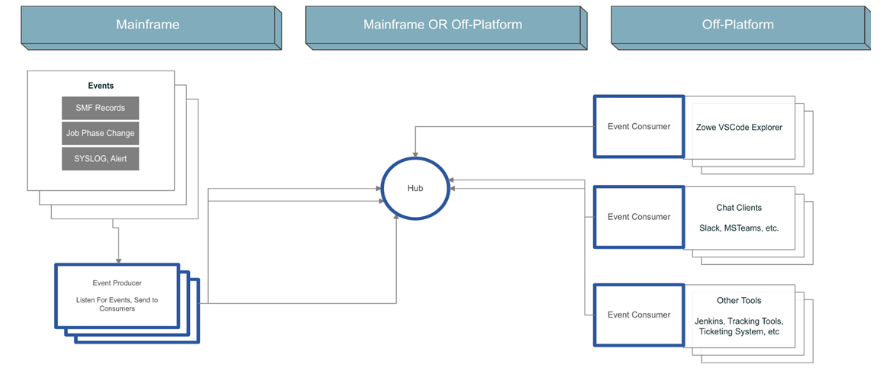 Mainframe
Mainframe OR Off-Platform
Off-Platform
Events
SMF Records
Job Phase Change
SYSLOG, Alert
Event Producer
Listen For Events, Send to
Consumers
Hub
Event Consumer
Zowe VSCode Explorer
Event Consumer
Chat Clients
Slack, MSTeams, etc.
Event Consumer
Other Tools
Jenkins, Tracking Tools,
Ticketing System, etc